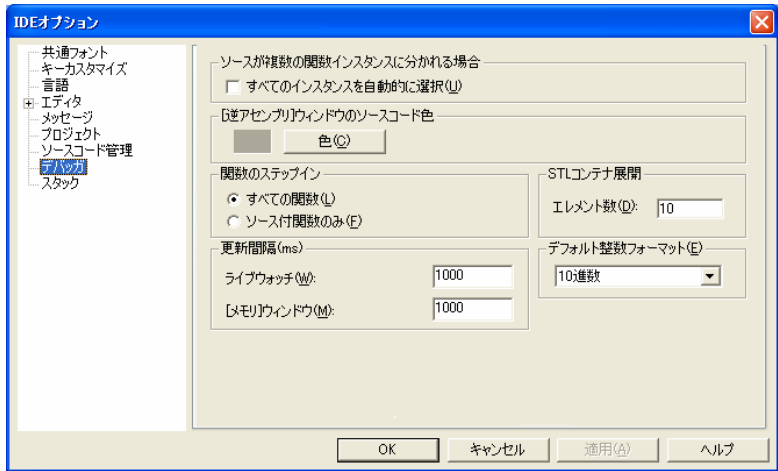 IDEオプション
共通フォント
キーカスタマイズ
言語
エディタ
メッセージ
プロジェクト
ソースコード管理
デバッガ
スタック
ソースが複数の関数インスタンスに分かれる場合
すべてのインスタンスを自動的に選択(U)
[逆アセンブリ]ウィンドウのソースコード色
色(C)
関数のステップイン
すべての関数(L)
ソース付関数のみ(F)
STLコンテナ展開
エレメント数(D): 10
更新間隔(ms)
ライブウォッチ(W): 1000
[メモリ]ウィンドウ(M): 1000
デフォルト整数フォーマット(E)
10進数
OK キャンセル 適用(A) ヘルプ